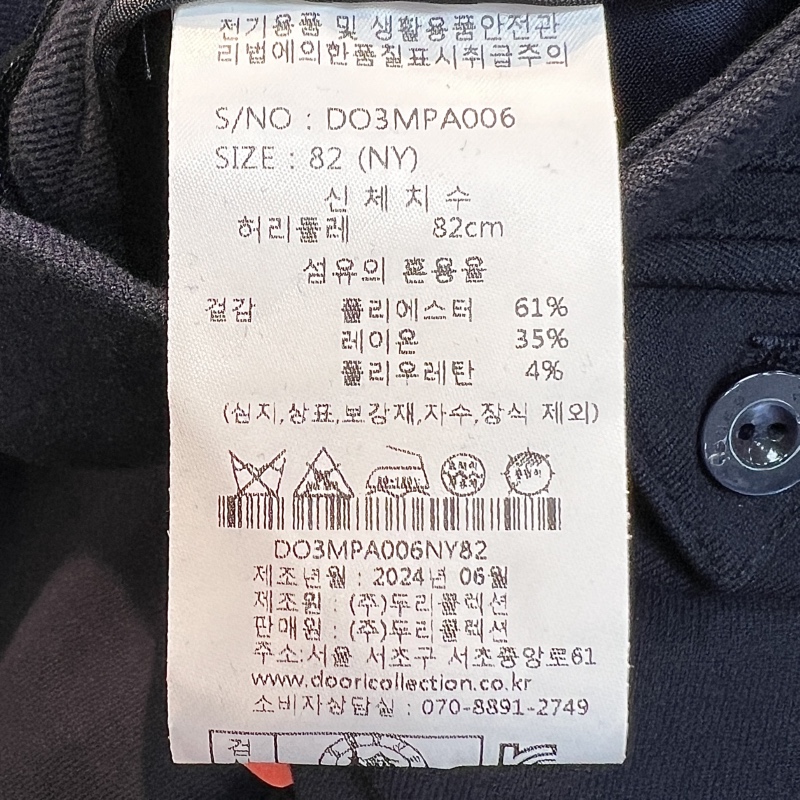 전기용품 및 생활용품안전관
리법에의한품질표시취급주의
S/NO : DO3MPA006
SIZE : 82 (NY)
신 체 치 수
허리둘레 82cm
섬유의 혼용율
겉감 폴리에스터 61%
레이온 35%
폴리우레탄 4%
(심지,상표,보강재,자수,장식 제외)
DO3MPA006NY82
제조년월 : 2024년 06월
제조원 : (주)두리콜렉션
판매원 : (주)두리콜렉션
주소:서울 서초구 서초중앙로61
www.dooricollection.co.kr
소비자상담실 : 070-8891-2749